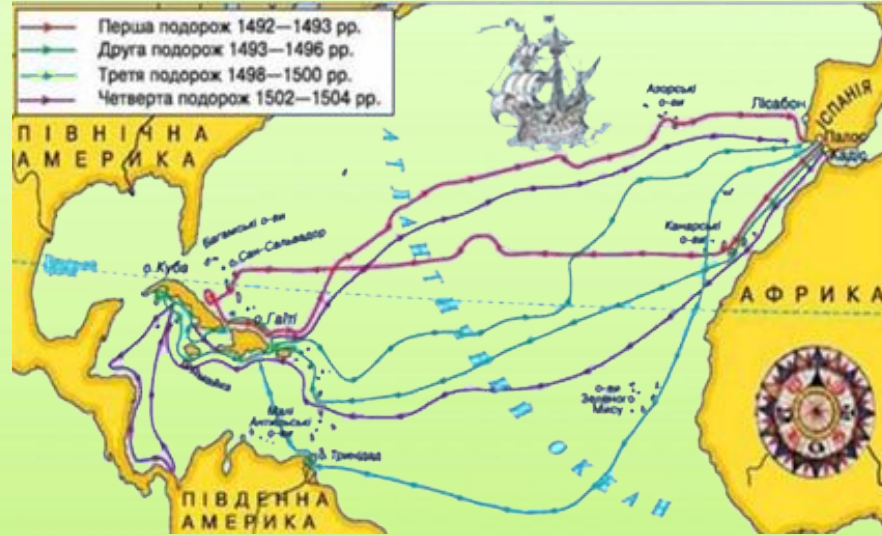 Перша подорож 1492—1493 рр.
Друга подорож 1493—1496 рр.
Третя подорож 1498—1500 рр.
Четверта подорож 1502—1504 рр.
ПІВНІЧНА
АМЕРИКА
АТЛАНТИЧНИЙ ОКЕАН
Азорські
о-ви
Лісабон
ІСПАНІЯ
Палос
Кадіс
Канарські
о-ви
Багамські о-ви
о.Сан-Сальвадор
о.Куба
о.Гаїті
АФРИКА
о-ви
Зеленого
Мису
Малі
Антильські
о-ви
о.Тринідад
ПІВДЕННА
АМЕРИКА